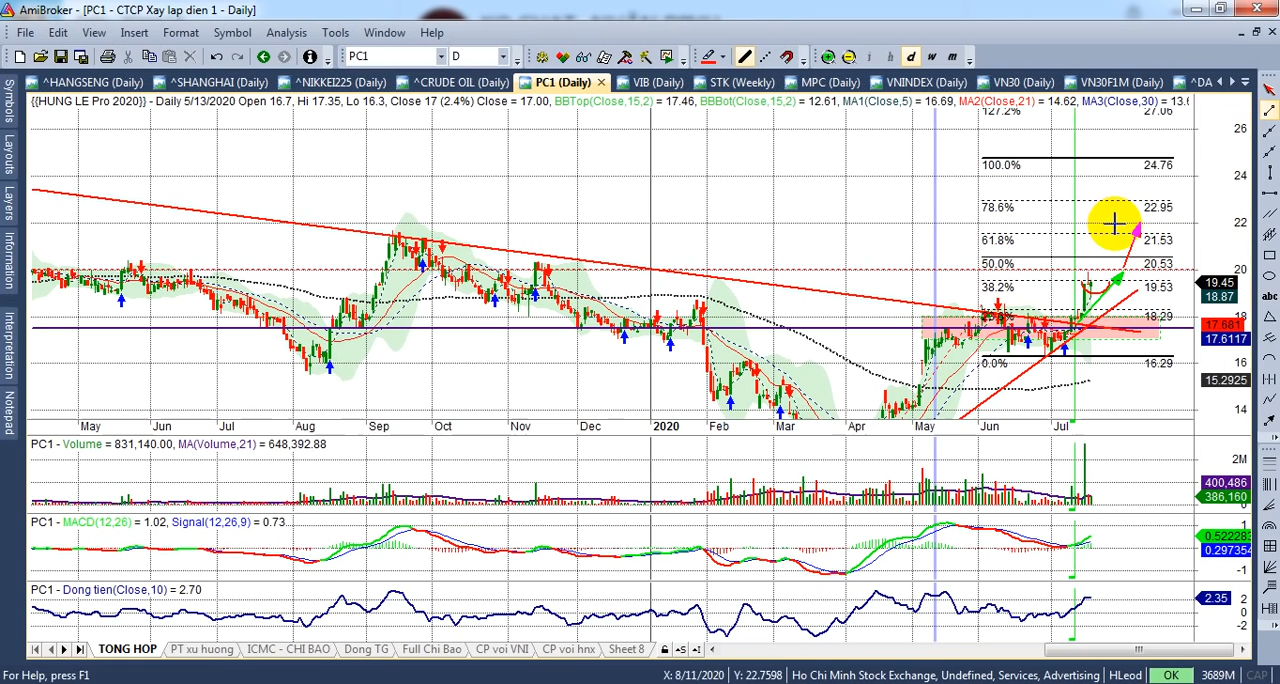 AmiBroker - [PC1 - CTCP Xay lap dien 1 - Daily]
File Edit View Insert Format Symbol Analysis Tools Window Help
PC1 D i h d w m
^HANGSENG (Daily) ^SHANGHAI (Daily) ^NIKKEI225 (Daily) ^CRUDE OIL (Daily) PC1 (Daily) VIB (Daily) STK (Weekly) MPC (Daily) VNINDEX (Daily) VN30 (Daily) VN30F1M (Daily) ^DA
Symbols
Layouts
Layers
Information
Interpretation
Notepad
{{HUNG LE Pro 2020}} - Daily 5/13/2020 Open 16.7, Hi 17.35, Lo 16.3, Close 17 (2.4%) Close = 17.00, BBTop(Close,15,2) = 17.46, BBBot(Close,15,2) = 12.61, MA1(Close,5) = 16.69, MA2(Close,21) = 14.62, MA3(Close,30) = 13.6
127.2% 27.06
26
100.0% 24.76
24
78.6% 22.95
22
61.8% 21.53
50.0% 20.53
20
38.2% 19.53
19.45
18.87
18.29
18
17.681
17.6117
0.0% 16.29
16
15.2925
14
May Jun Jul Aug Sep Oct Nov Dec 2020 Feb Mar Apr May Jun Jul
PC1 - Volume = 831,140.00, MA(Volume,21) = 648,392.88
2M
400,486
386,160
PC1 - MACD(12,26) = 1.02, Signal(12,26,9) = 0.73
1
0.522283
0.297354
-1
PC1 - Dong tien(Close,10) = 2.70
2.35
2
0
-2
TONG HOP PT xu huong ICMC - CHI BAO Dong TG Full Chi Bao CP voi VNI CP voi hnx Sheet 8
abc
For Help, press F1 X: 8/11/2020 Y: 22.7598 Ho Chi Minh Stock Exchange, Undefined, Services, Advertising HLeod OK 3689M CAP